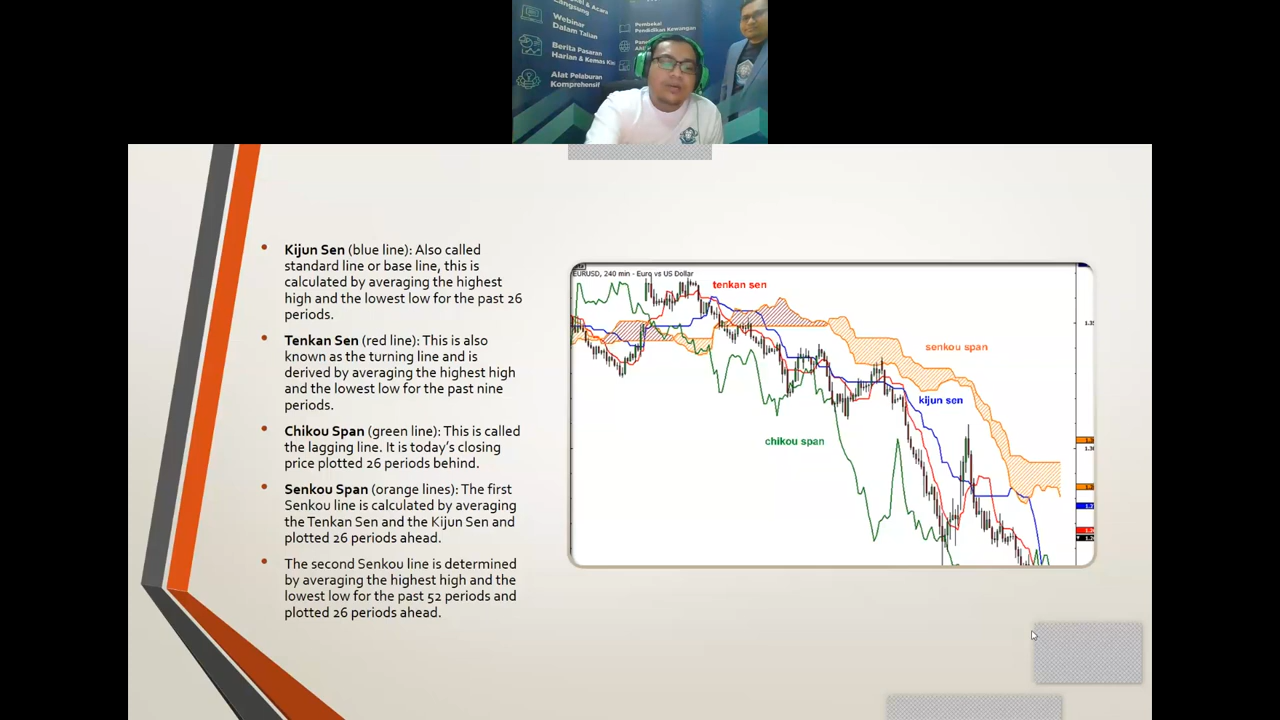 Langsung
Webinar
Dalam Talian
Berita Pasaran
Harian & Kemas Kini
Alat Pelaburan
Komprehensif
Pembekal
Pendidikan Kewangan
Kijun Sen (blue line): Also called
standard line or base line, this is
calculated by averaging the highest
high and the lowest low for the past 26
periods.
Tenkan Sen (red line): This is also
known as the turning line and is
derived by averaging the highest high
and the lowest low for the past nine
periods.
Chikou Span (green line): This is called
the lagging line. It is today's closing
price plotted 26 periods behind.
Senkou Span (orange lines): The first
Senkou line is calculated by averaging
the Tenkan Sen and the Kijun Sen and
plotted 26 periods ahead.
The second Senkou line is determined
by averaging the highest high and the
lowest low for the past 52 periods and
plotted 26 periods ahead.
EURUSD, 240 min - Euro vs US Dollar
tenkan sen
senkou span
kijun sen
chikou span